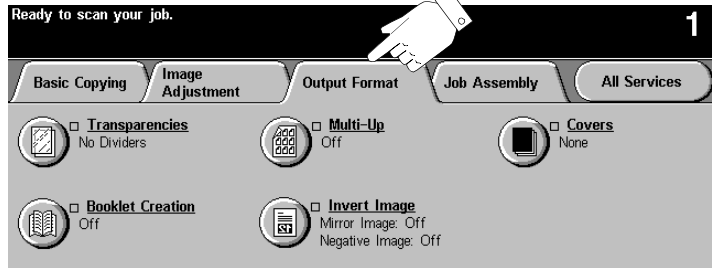 Ready to scan your job.
1
Basic Copying
Image
Adjustment
Output Format
Job Assembly
All Services
Transparencies
No Dividers
Multi-Up
Off
Covers
None
Booklet Creation
Off
Invert Image
Mirror Image: Off
Negative Image: Off